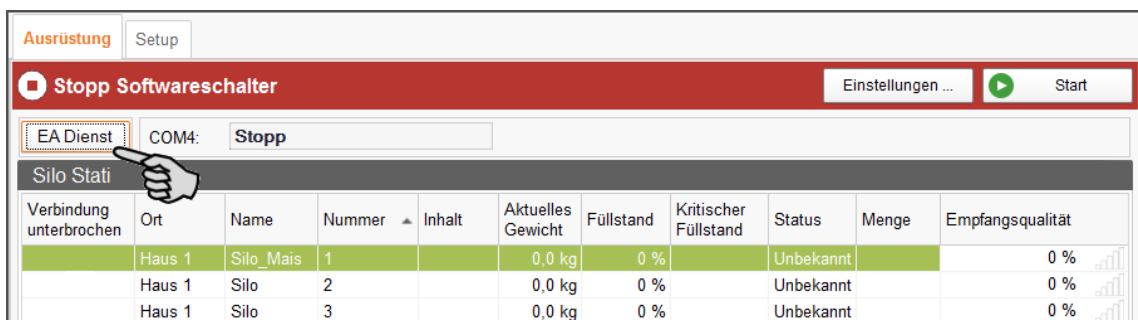 Ausrüstung Setup
Stopp Softwareschalter Einstellungen ... Start
EA Dienst COM4: Stopp
Silo Stati
Verbindung unterbrochen Ort Name Nummer Inhalt Aktuelles Gewicht Füllstand Kritischer Füllstand Status Menge Empfangsqualität
Haus 1 Silo_Mais 1 0,0 kg 0 % Unbekannt 0 %
Haus 1 Silo 2 0,0 kg 0 % Unbekannt 0 %
Haus 1 Silo 3 0,0 kg 0 % Unbekannt 0 %